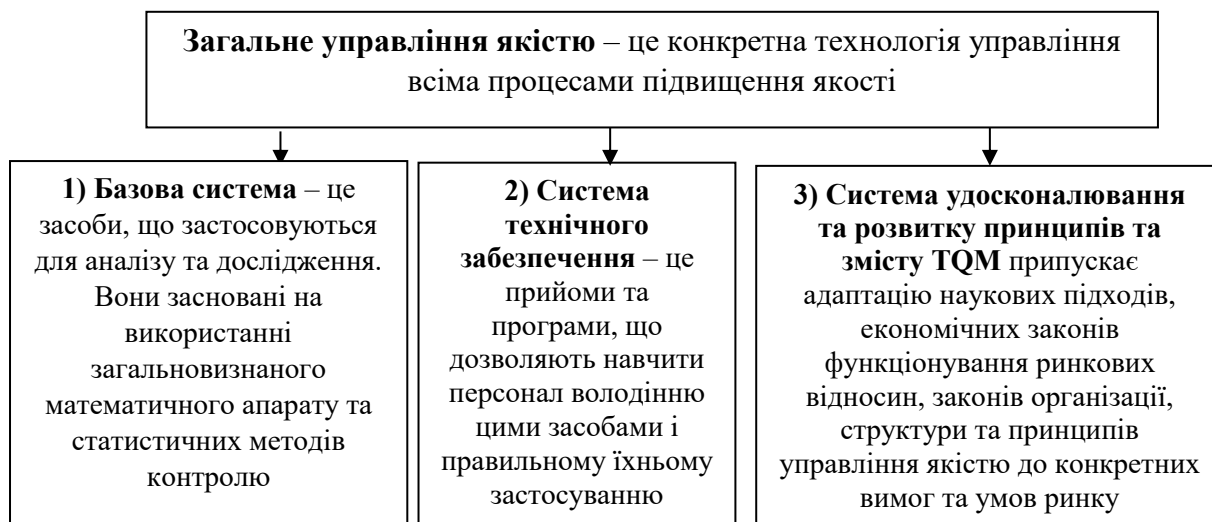 Загальне управління якістю – це конкретна технологія управління
всіма процесами підвищення якості
1) Базова система – це
засоби, що застосовуються
для аналізу та дослідження.
Вони засновані на
використанні
загальновизнаного
математичного апарату та
статистичних методів
контролю
2) Система
технічного
забезпечення – це
прийоми та
програми, що
дозволяють навчити
персонал володінню
цими засобами і
правильному їхньому
застосуванню
3) Система удосконалювання
та розвитку принципів та
змісту TQM припускає
адаптацію наукових підходів,
економічних законів
функціонування ринкових
відносин, законів організації,
структури та принципів
управління якістю до конкретних
вимог та умов ринку